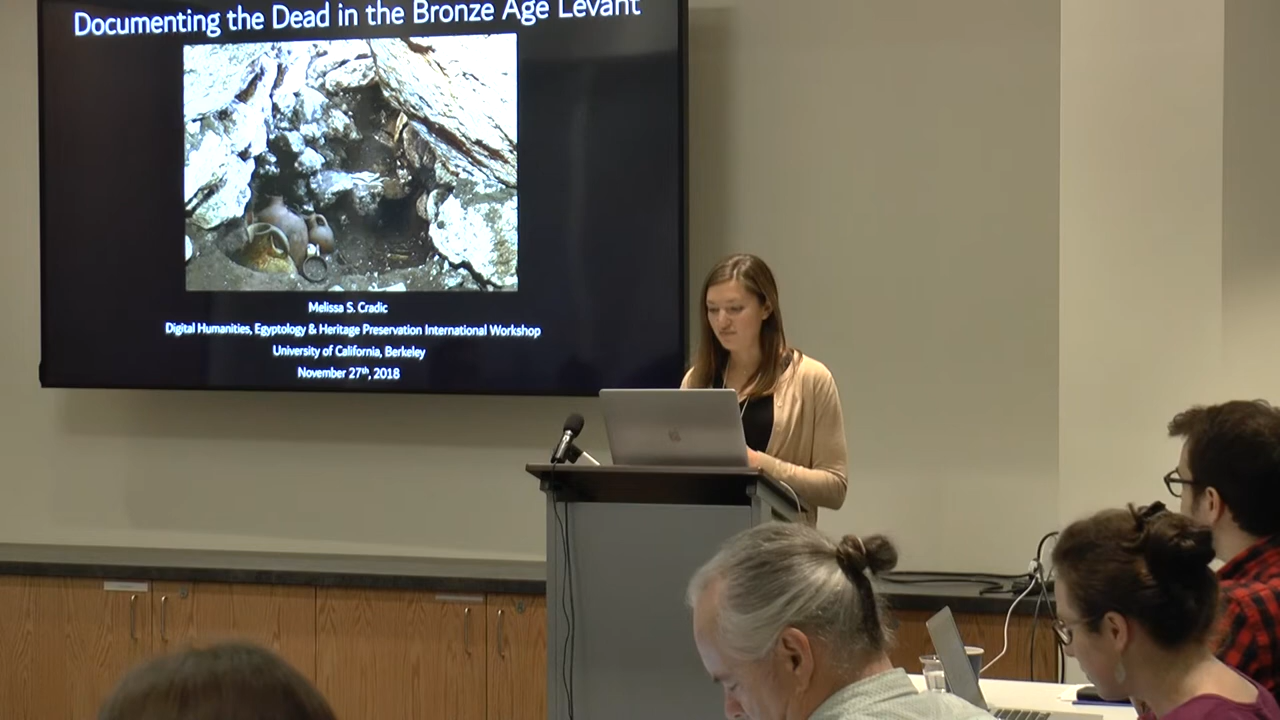 Documenting the Dead in the Bronze Age Levant
Melissa S. Cradic
Digital Humanities, Egyptology & Heritage Preservation International Workshop
University of California, Berkeley
November 27th, 2018